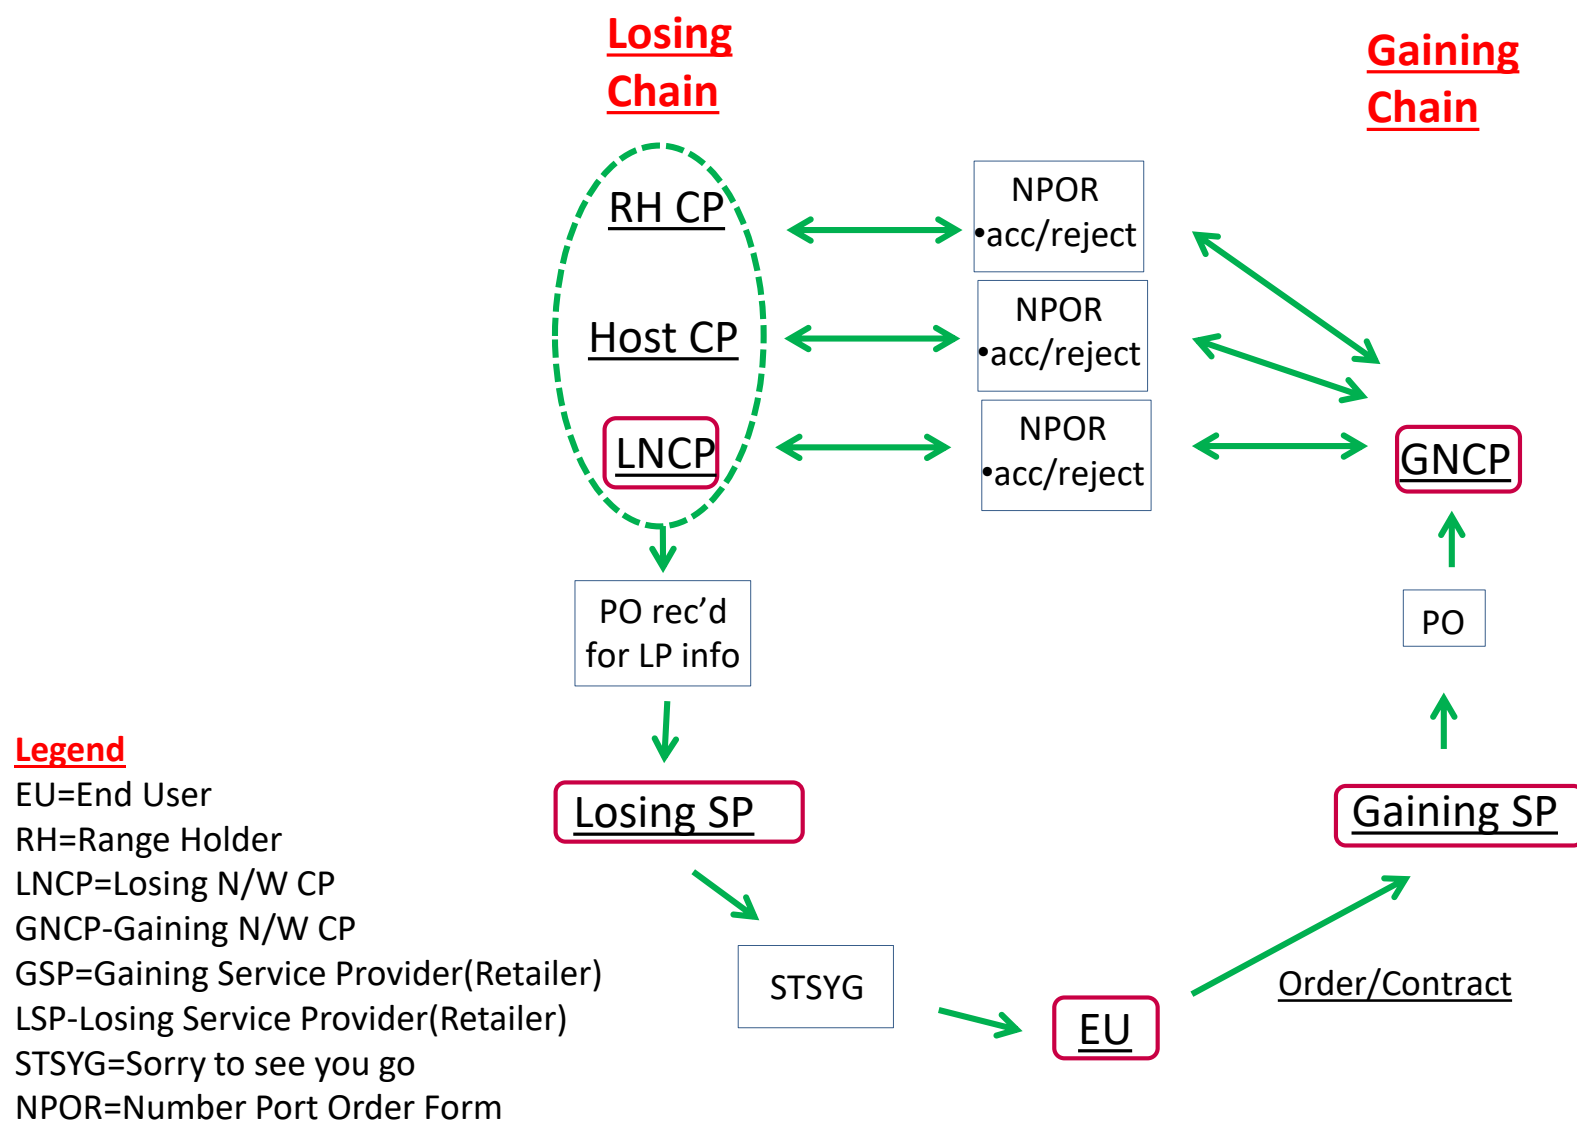 Losing
Chain
Gaining
Chain
RH CP
NPOR
•acc/reject
Host CP
NPOR
•acc/reject
LNCP
NPOR
•acc/reject
GNCP
PO rec’d
for LP info
PO
Losing SP
Gaining SP
STSYG
EU
Order/Contract
Legend
EU=End User
RH=Range Holder
LNCP=Losing N/W CP
GNCP-Gaining N/W CP
GSP=Gaining Service Provider(Retailer)
LSP-Losing Service Provider(Retailer)
STSYG=Sorry to see you go
NPOR=Number Port Order Form